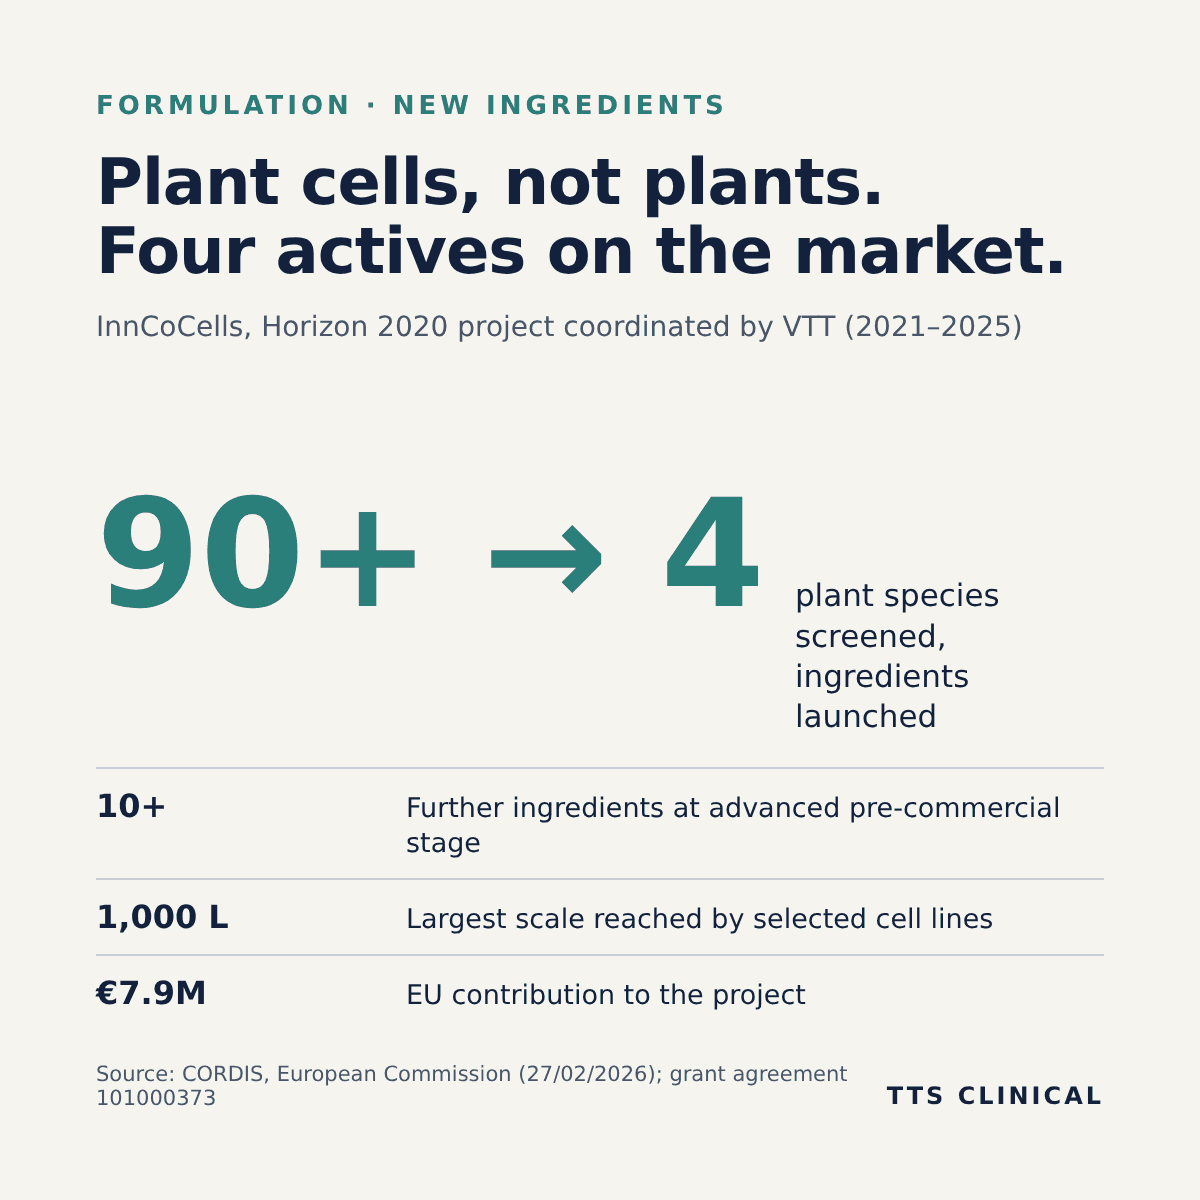 FORMULATION · NEW INGREDIENTS
Plant cells, not plants.
Four actives on the market.
InnCoCells, Horizon 2020 project coordinated by VTT (2021–2025)
90+ → 4
plant species
screened,
ingredients
launched
10+
Further ingredients at advanced pre-commercial
stage
1,000 L
Largest scale reached by selected cell lines
€7.9M
EU contribution to the project
Source: CORDIS, European Commission (27/02/2026); grant agreement
101000373
TTS CLINICAL